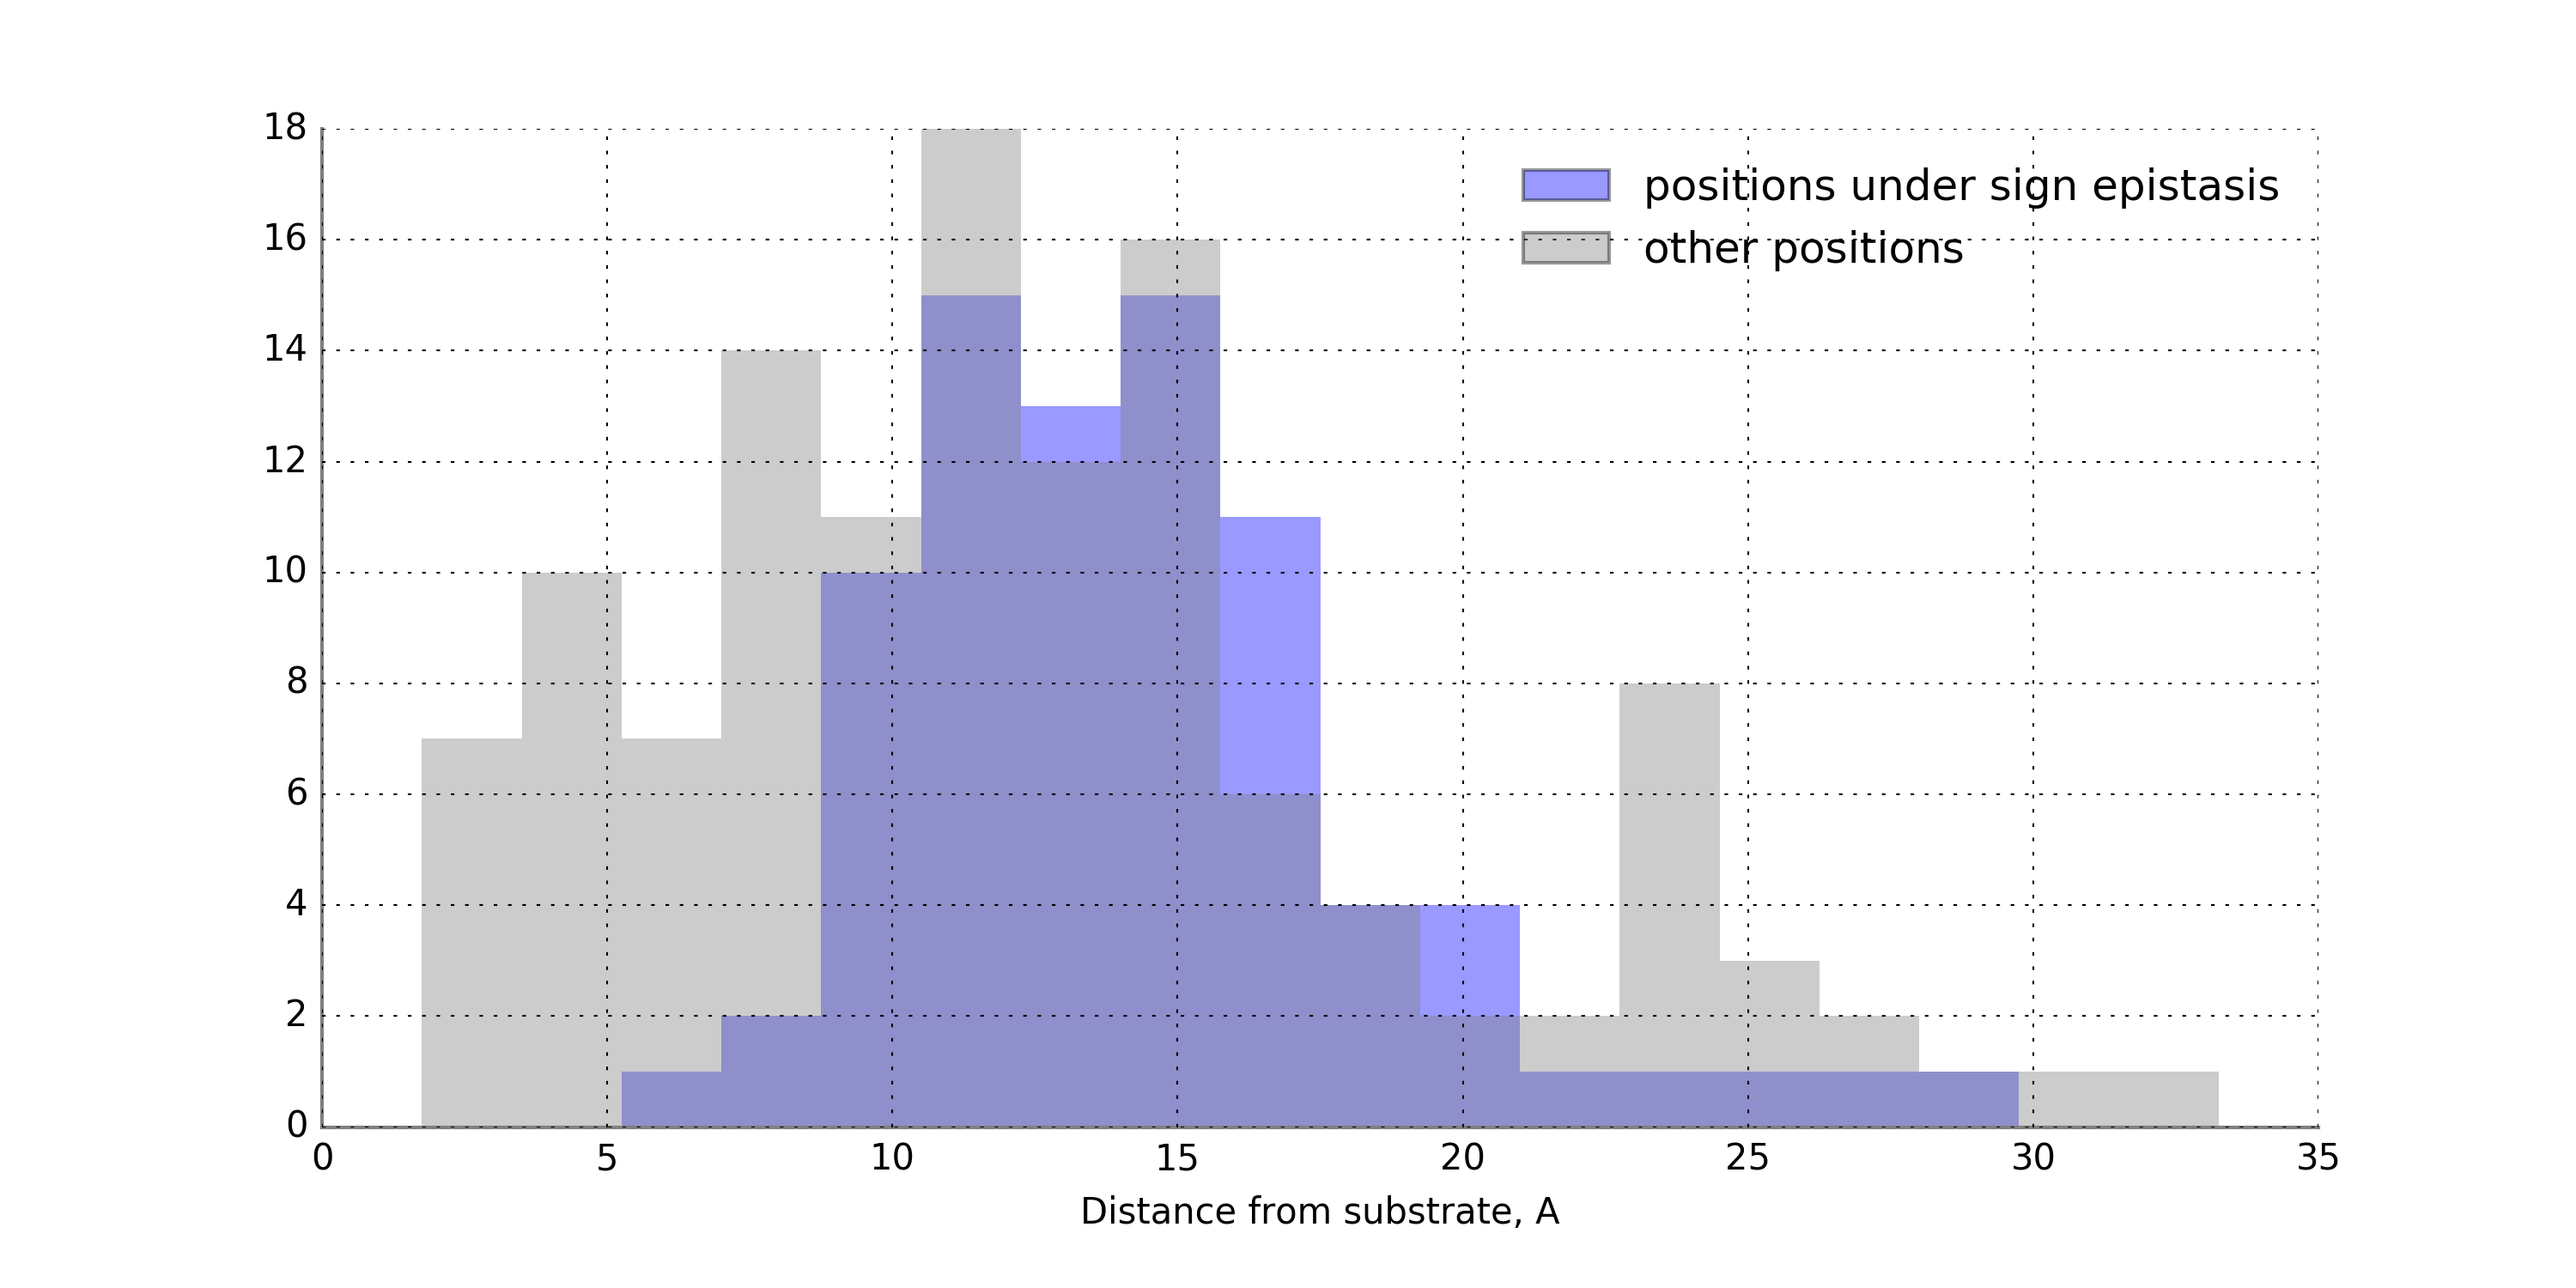 18
16
14
12
10
8
6
4
2
0
0 5 10 15 20 25 30 35
Distance from substrate, A
positions under sign epistasis
other positions